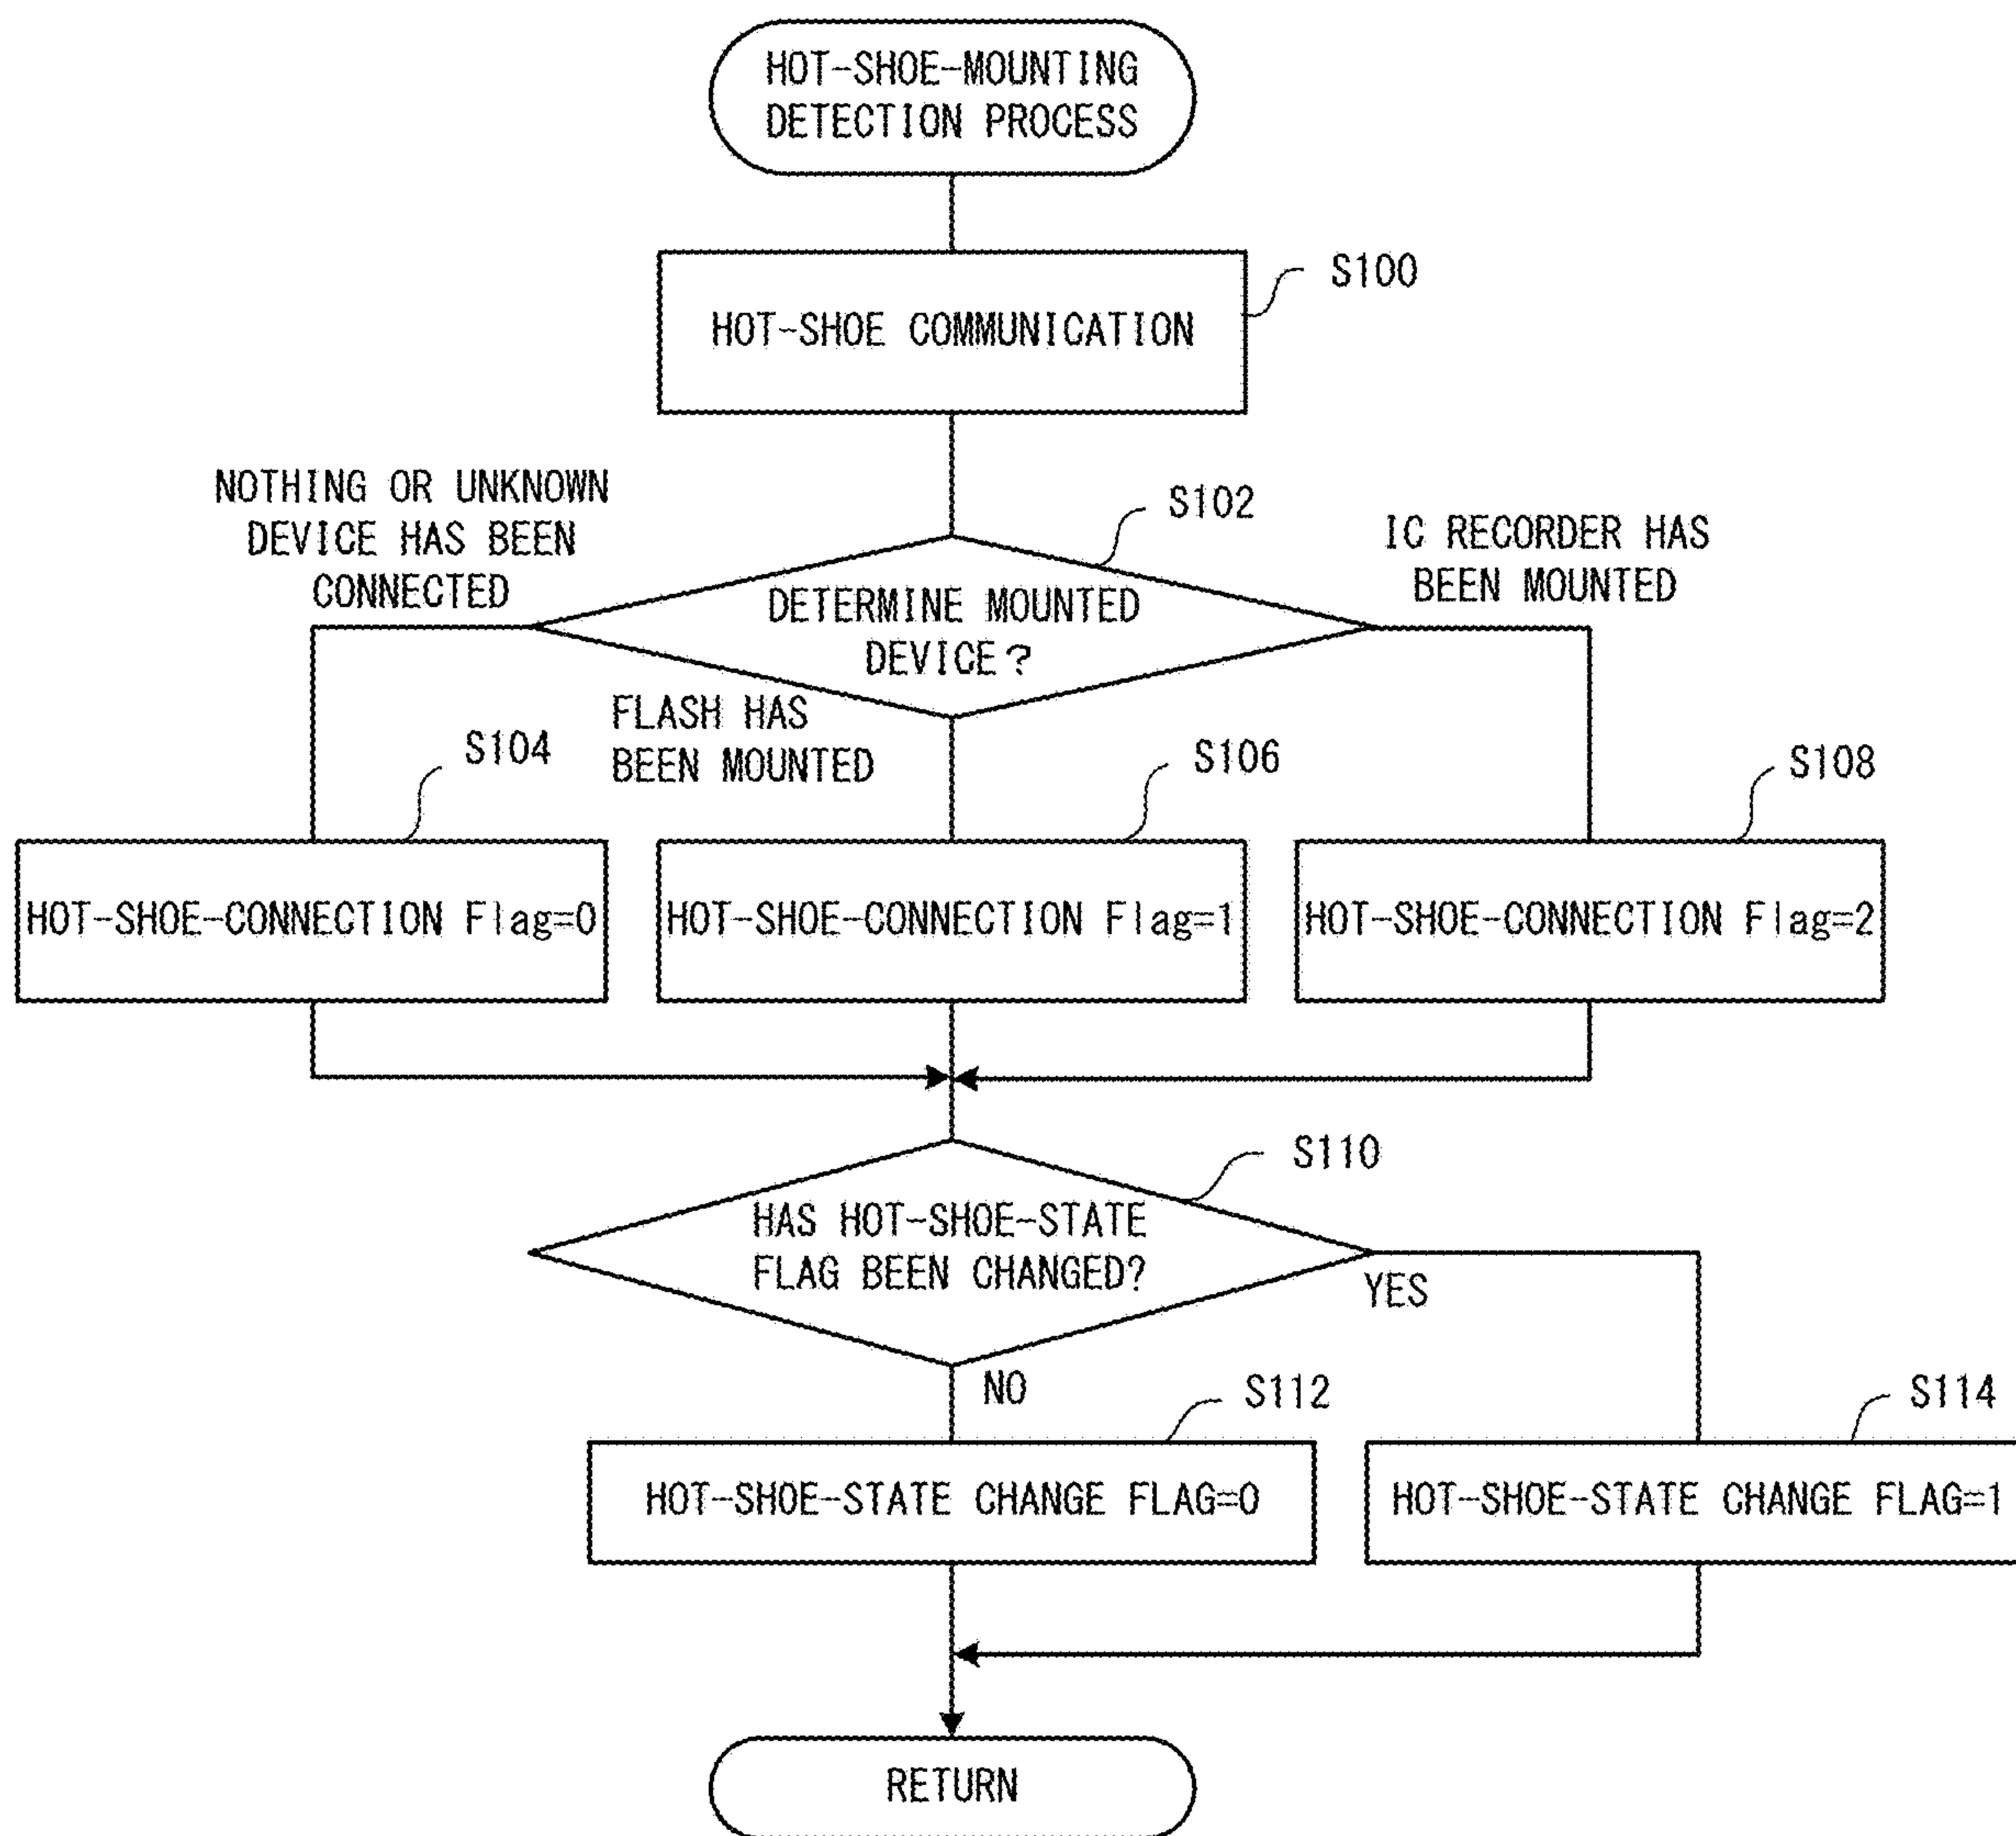 HOT-SHOE-MOUNTING
DETECTION PROCESS
S100
HOT-SHOE COMMUNICATION
NOTHING OR UNKNOWN
DEVICE HAS BEEN
CONNECTED
S102
IC RECORDER HAS
BEEN MOUNTED
DETERMINE MOUNTED
DEVICE?
FLASH HAS
BEEN MOUNTED
S104
S106
S108
HOT-SHOE-CONNECTION Flag=0
HOT-SHOE-CONNECTION Flag=1
HOT-SHOE-CONNECTION Flag=2
S110
HAS HOT-SHOE-STATE
FLAG BEEN CHANGED?
YES
NO
S112
S114
HOT-SHOE-STATE CHANGE FLAG=0
HOT-SHOE-STATE CHANGE FLAG=1
RETURN